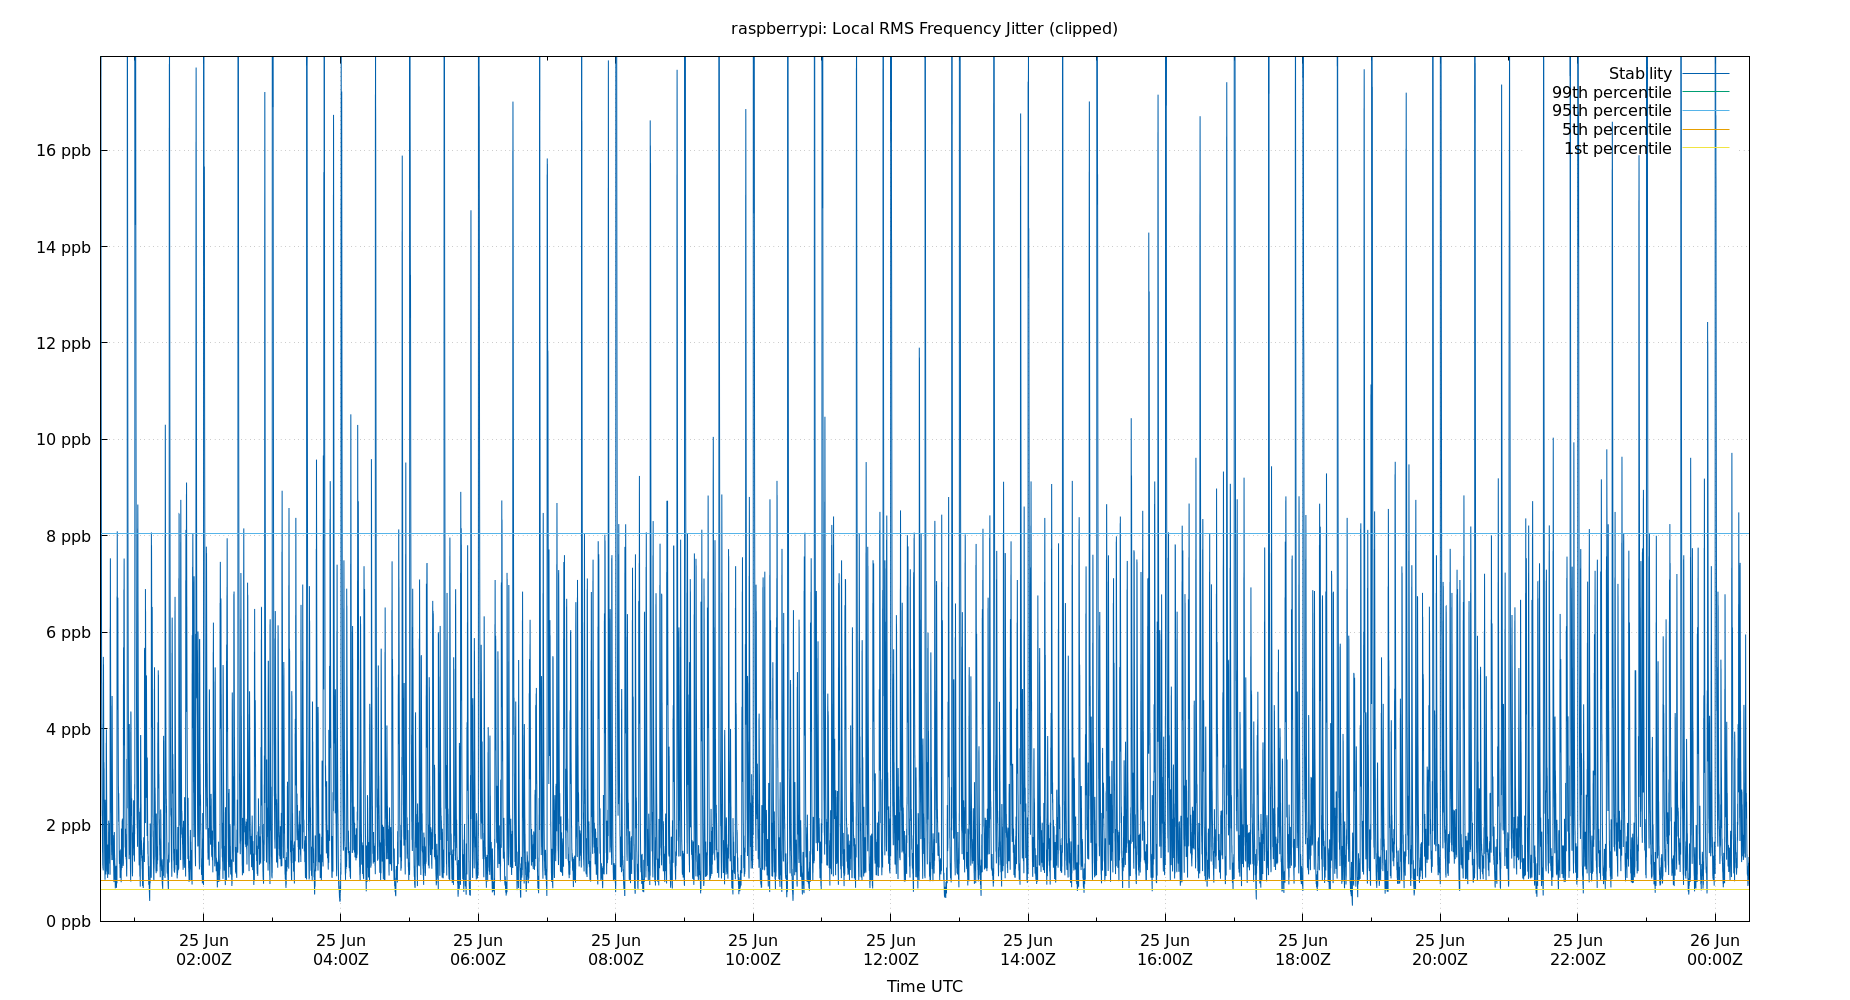 raspberrypi: Local RMS Frequency Jitter (clipped)
Stability
99th percentile
95th percentile
5th percentile
1st percentile
16 ppb
14 ppb
12 ppb
10 ppb
8 ppb
6 ppb
4 ppb
2 ppb
0 ppb
25 Jun 25 Jun 25 Jun 25 Jun 25 Jun 25 Jun 25 Jun 25 Jun 25 Jun 25 Jun 25 Jun 26 Jun
02:00Z 04:00Z 06:00Z 08:00Z 10:00Z 12:00Z 14:00Z 16:00Z 18:00Z 20:00Z 22:00Z 00:00Z
Time UTC